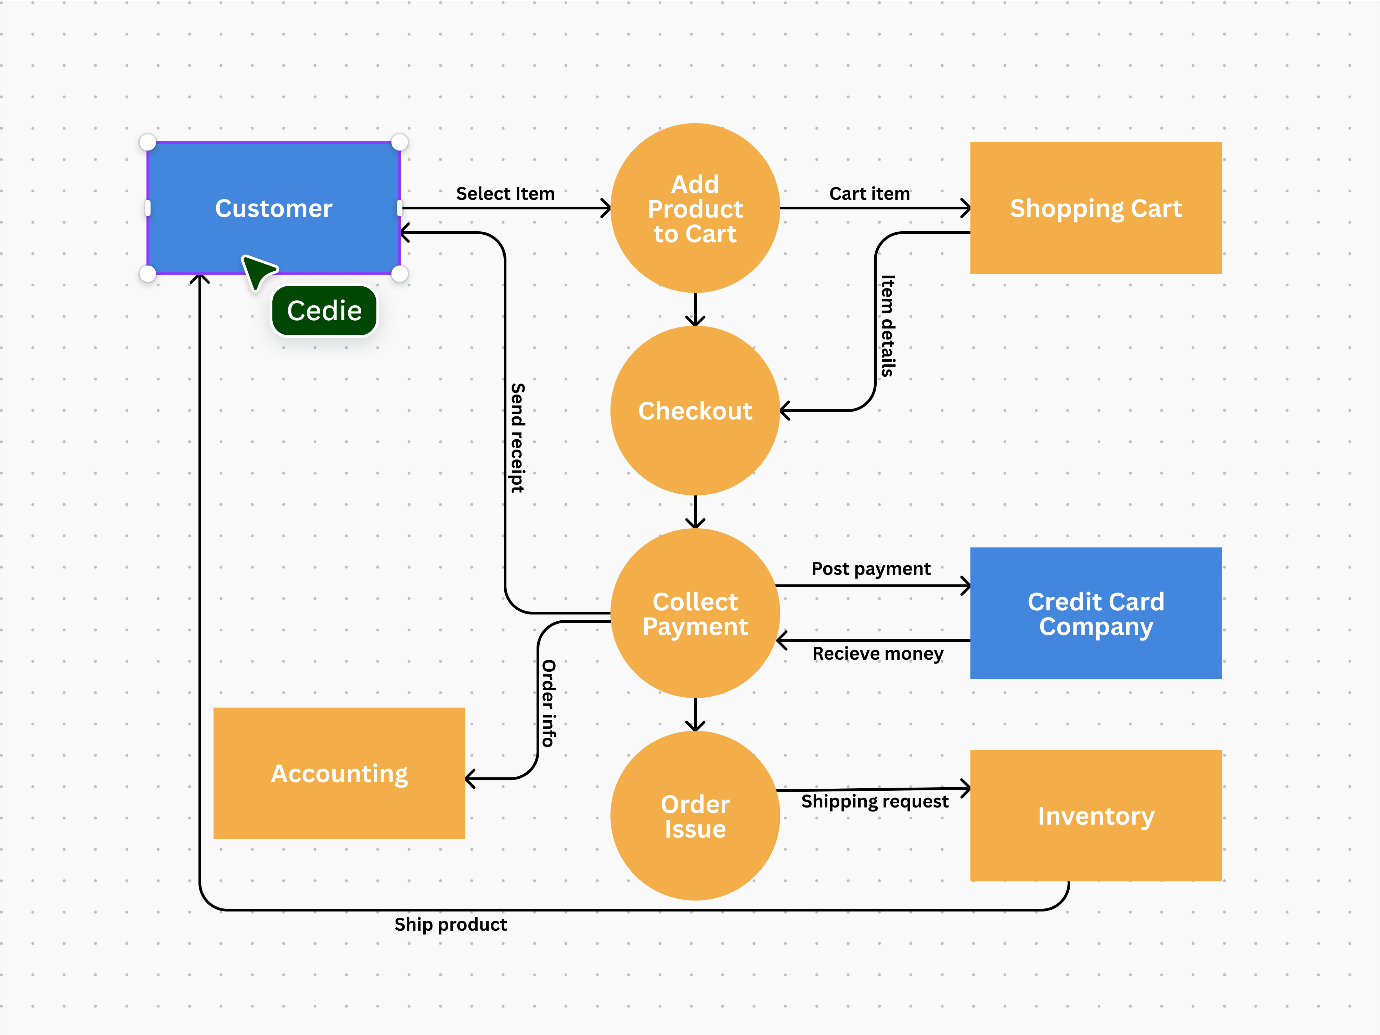 Customer
Select Item
Add
Product
to Cart
Cart item
Shopping Cart
Cedie
Item details
Send receipt
Checkout
Collect
Payment
Post payment
Recieve money
Credit Card
Company
Order info
Accounting
Order
Issue
Shipping request
Inventory
Ship product